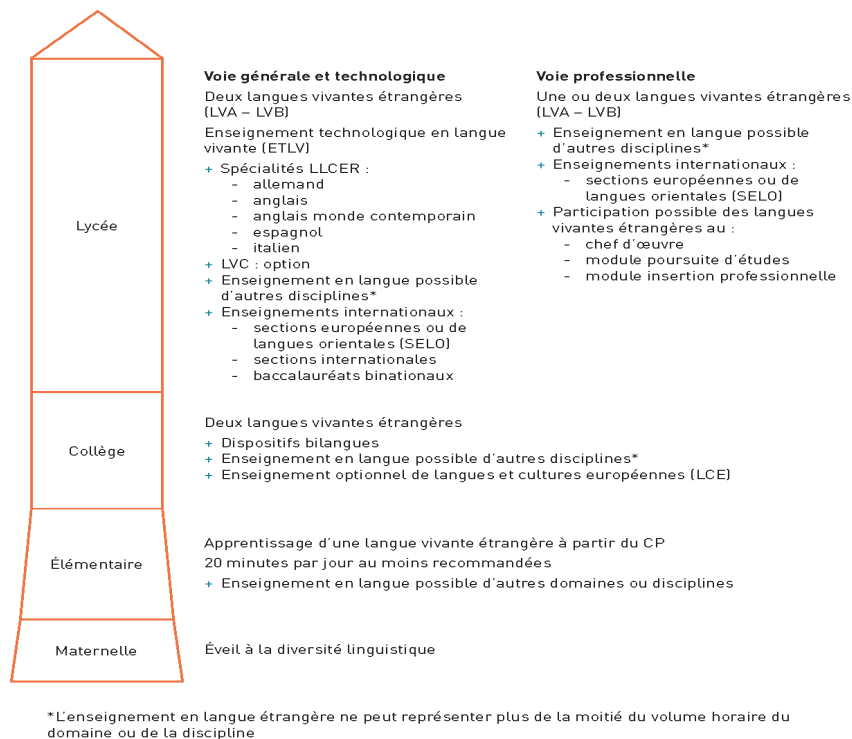 Lycée
Voie générale et technologique
Deux langues vivantes étrangères
(LVA – LVB)
Enseignement technologique en langue
vivante (ETLV)
+ Spécialités LLCER :
- allemand
- anglais
- anglais monde contemporain
- espagnol
- italien
+ LVC : option
+ Enseignement en langue possible
d'autres disciplines*
+ Enseignements internationaux :
- sections européennes ou de
langues orientales (SELO)
- sections internationales
- baccalauréats binationaux
Voie professionnelle
Une ou deux langues vivantes étrangères
(LVA – LVB)
+ Enseignement en langue possible
d'autres disciplines*
+ Enseignements internationaux :
- sections européennes ou de
langues orientales (SELO)
+ Participation possible des langues
vivantes étrangères au :
- chef d'œuvre
- module poursuite d'études
- module insertion professionnelle
Collège
Deux langues vivantes étrangères
+ Dispositifs bilangues
+ Enseignement en langue possible d'autres disciplines*
+ Enseignement optionnel de langues et cultures européennes (LCE)
Élémentaire
Apprentissage d'une langue vivante étrangère à partir du CP
20 minutes par jour au moins recommandées
+ Enseignement en langue possible d'autres domaines ou disciplines
Maternelle
Éveil à la diversité linguistique
*L'enseignement en langue étrangère ne peut représenter plus de la moitié du volume horaire du
domaine ou de la discipline